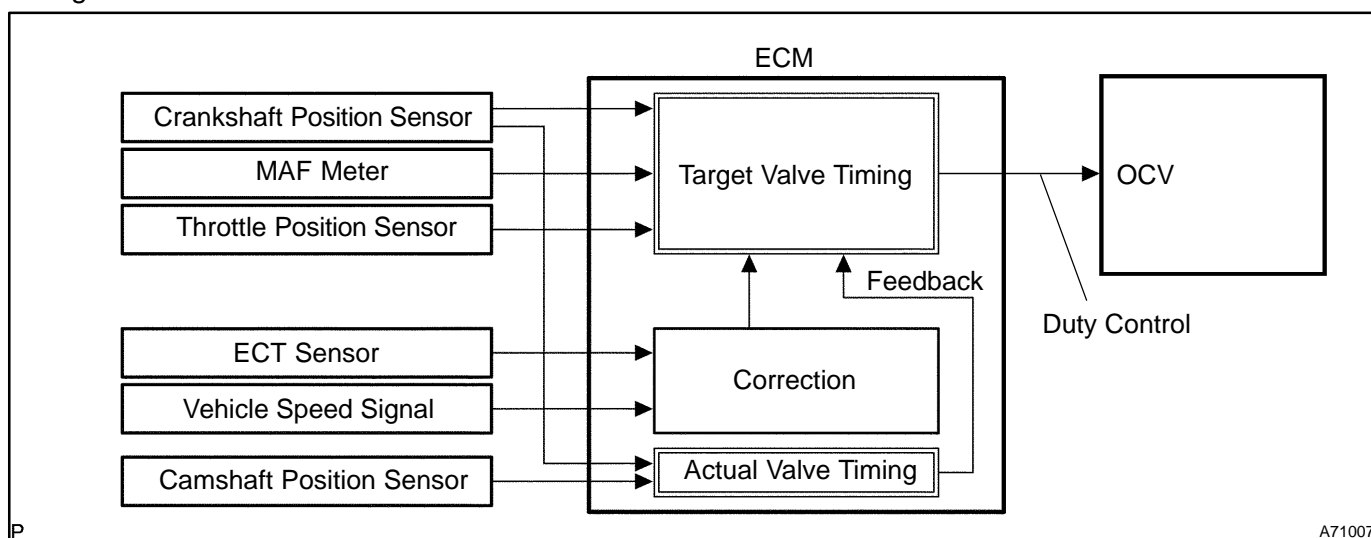 ECM
Crankshaft Position Sensor
MAF Meter
Throttle Position Sensor
Target Valve Timing
OCV
Feedback
Duty Control
ECT Sensor
Vehicle Speed Signal
Correction
Camshaft Position Sensor
Actual Valve Timing
P
A71007